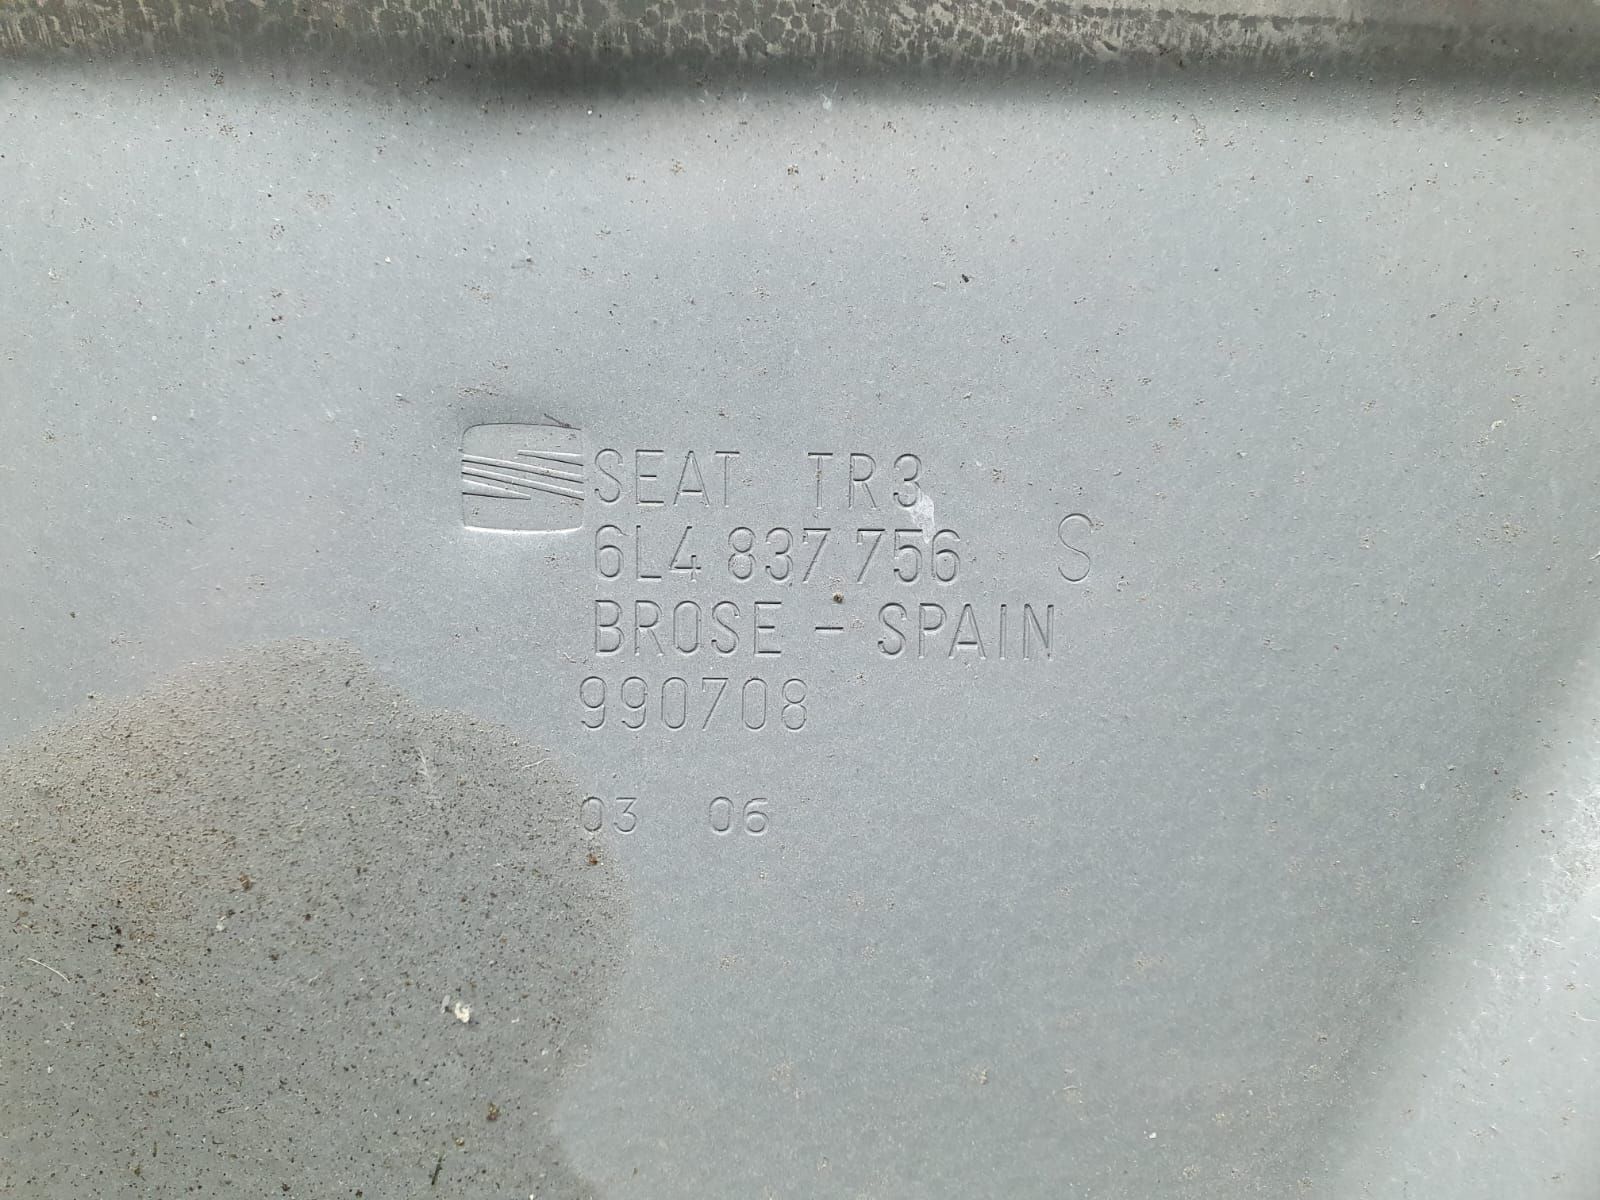 SEAT TR3
6L4 837 756 S
BROSE - SPAIN
990708
03 06